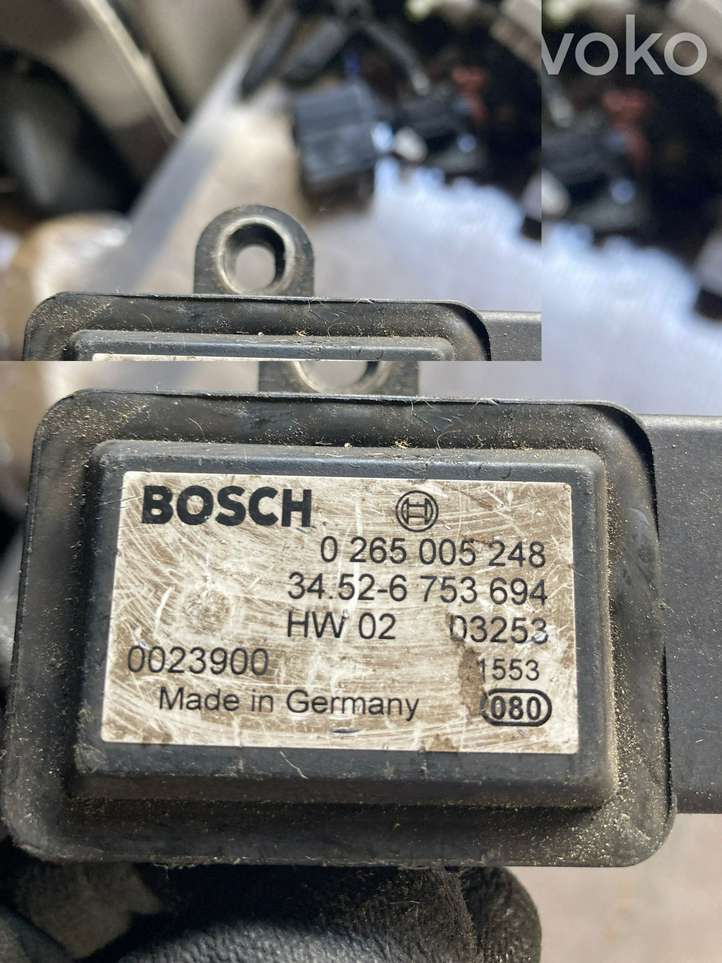 voko
BOSCH
0 265 005 248
34.52-6 753 694
HW 02 D3253
0023900 1553
Made in Germany 080